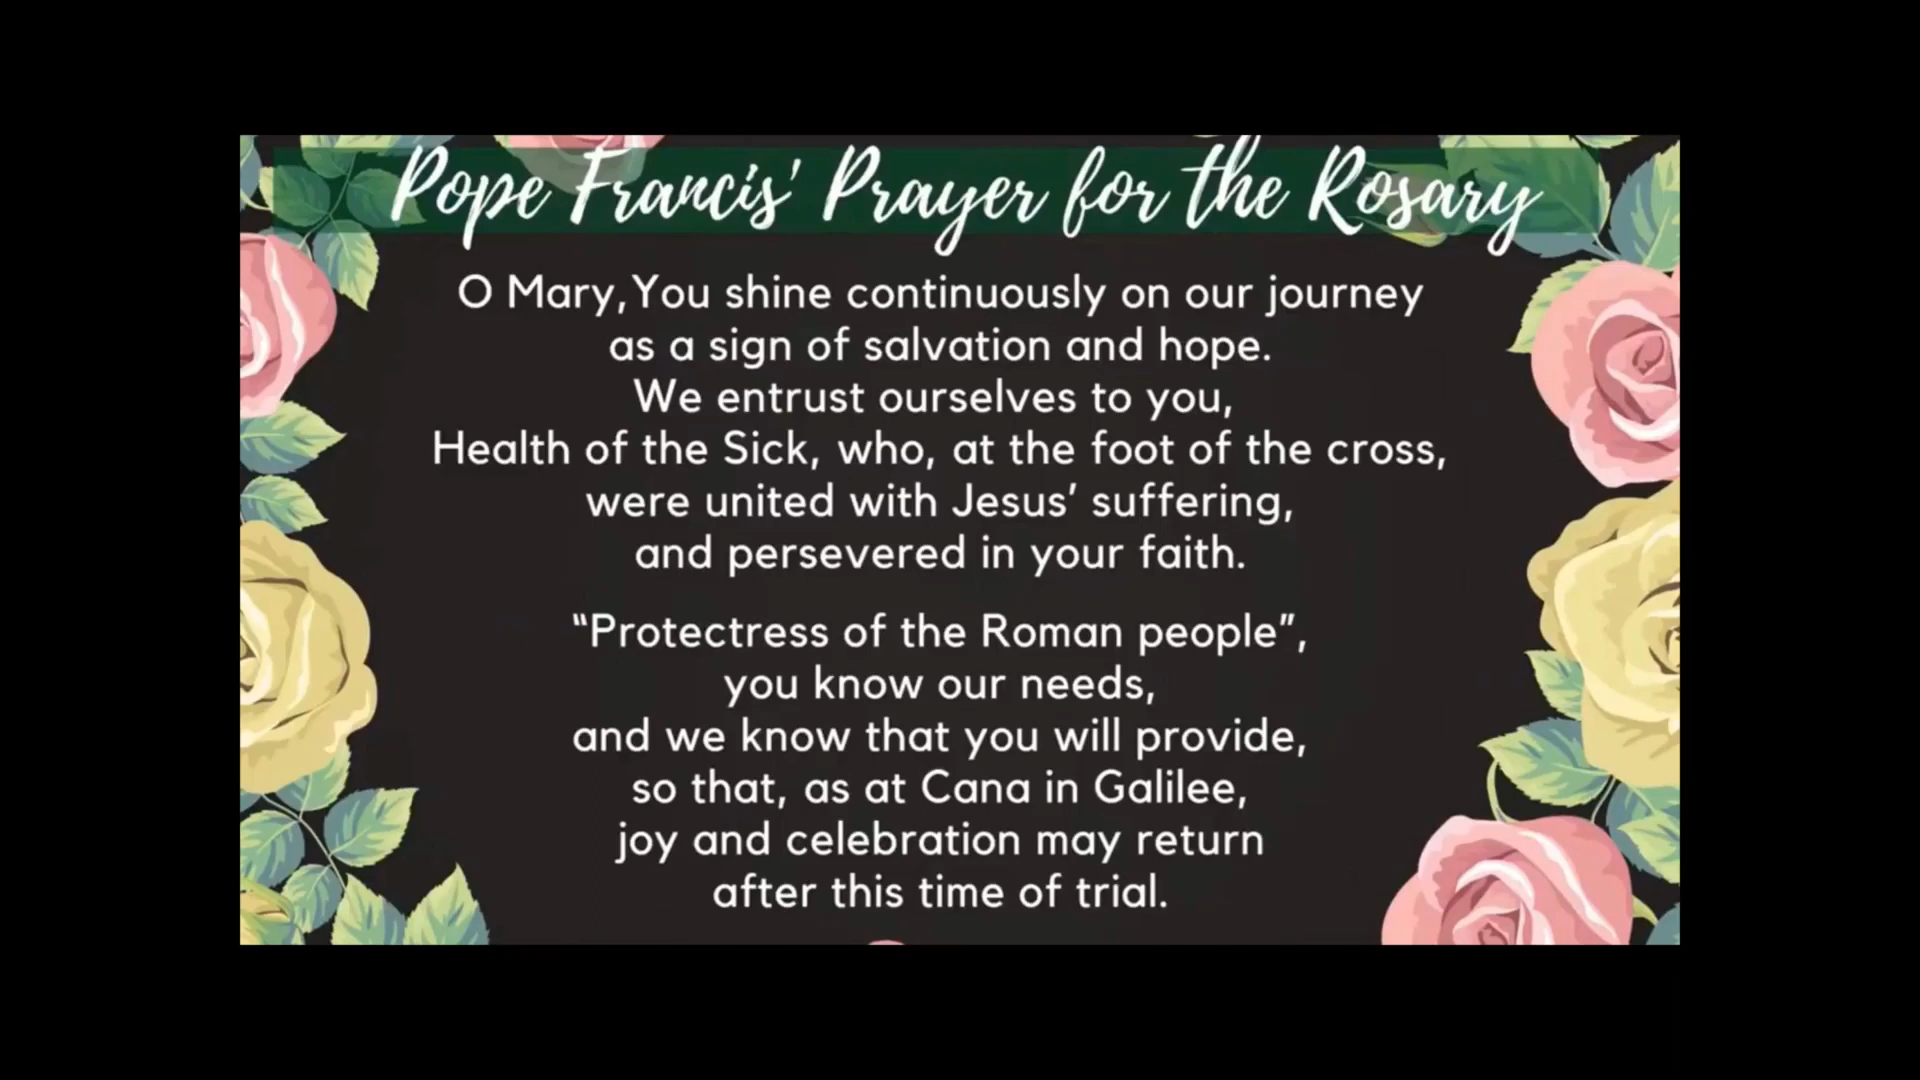 Pope Francis' Prayer for the Rosary
O Mary,You shine continuously on our journey
as a sign of salvation and hope.
We entrust ourselves to you,
Health of the Sick, who, at the foot of the cross,
were united with Jesus’ suffering,
and persevered in your faith.
“Protectress of the Roman people”,
you know our needs,
and we know that you will provide,
so that, as at Cana in Galilee,
joy and celebration may return
after this time of trial.